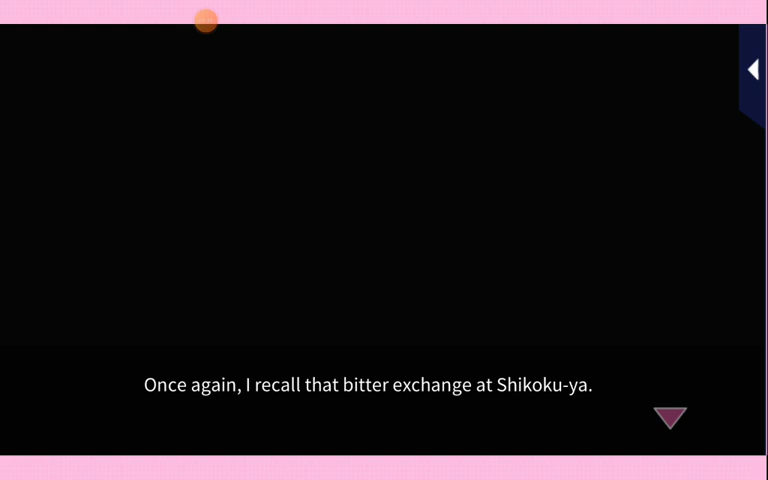 Once again, I recall that bitter exchange at Shikoku-ya.